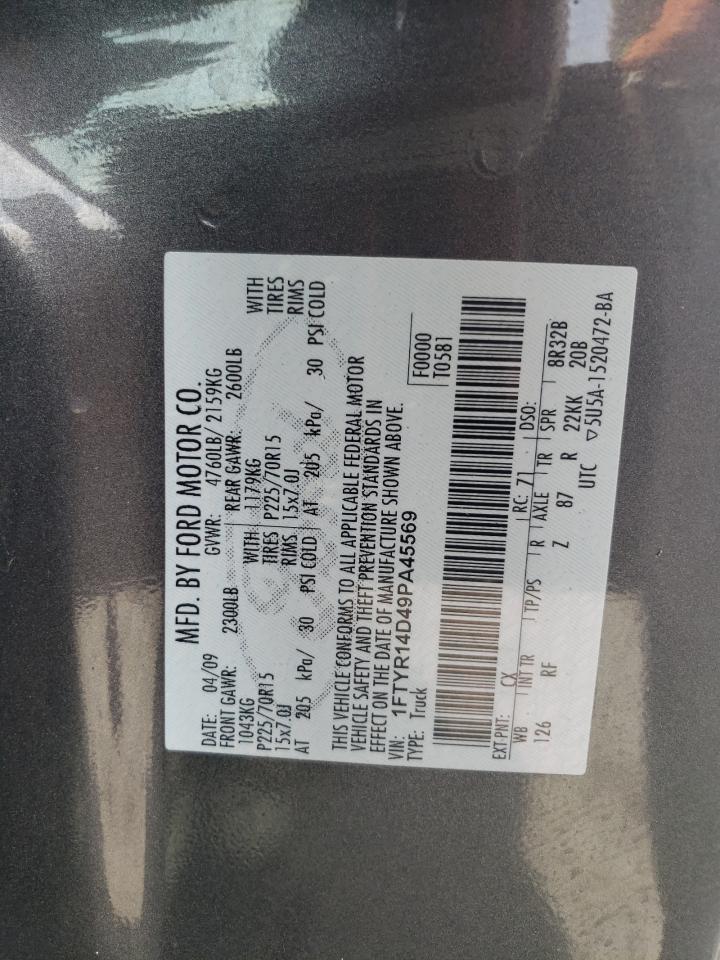 MFD. BY FORD MOTOR CO.
DATE: 04/09 GVWR: 4760LB/ 2159KG
FRONT GAWR: 2300LB REAR GAWR: 2600LB
1043KG WITH 1179KG WITH
P225/70R15 TIRES P225/70R15 TIRES
15x7.0J RIMS 15x7.0J RIMS
AT 205 kPa/ 30 PSI COLD AT 205 kPa/ 30 PSI COLD
THIS VEHICLE CONFORMS TO ALL APPLICABLE FEDERAL MOTOR
VEHICLE SAFETY AND THEFT PREVENTION STANDARDS IN
EFFECT ON THE DATE OF MANUFACTURE SHOWN ABOVE.
VIN: 1FTYR14D49PA45569 F0000
TYPE: Truck T0581
EXT PNT: CX RC: 71 DSO:
WB INT TR TP/PS R AXLE TR SPR 8R32B
126 RF Z 87 R 22KK 20B
UTC ▽5U5A-1520472-BA